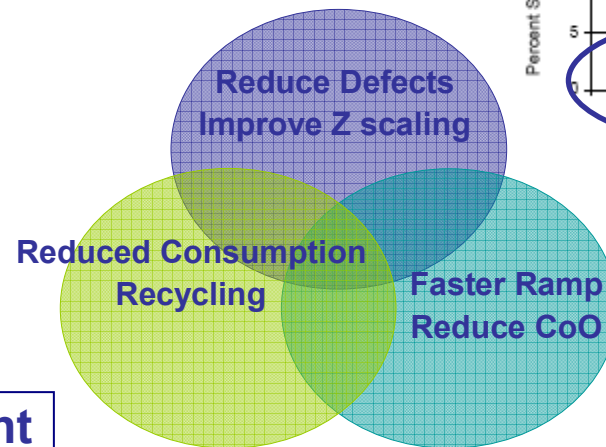 Percent S
5
0
Reduce Defects
Improve Z scaling
Reduced Consumption
Recycling
Faster Ramp
Reduce CoO
nt